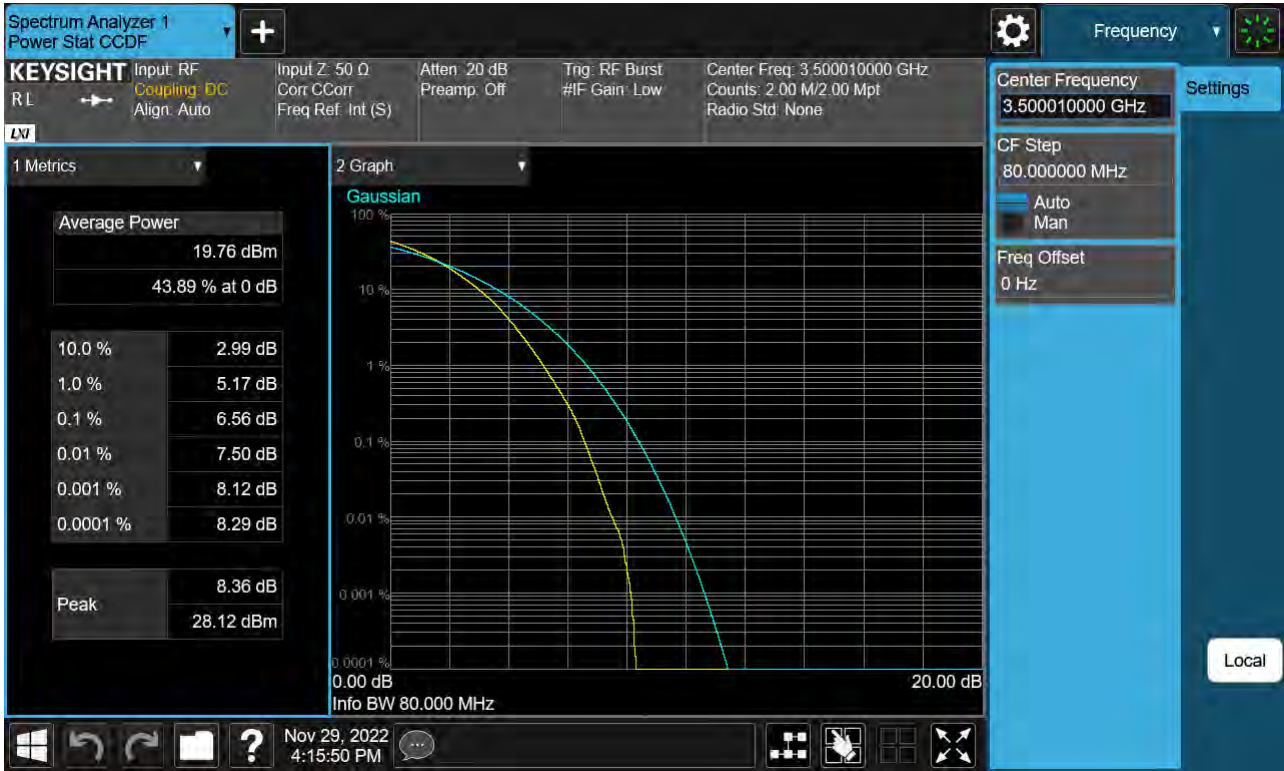 Spectrum Analyzer 1
Power Stat CCDF
+
Frequency
KEYSIGHT
RL
LXI
Input: RF
Coupling: DC
Align: Auto
Input Z: 50 Ω
Corr CCorr
Freq Ref: Int (S)
Atten: 20 dB
Preamp: Off
Trig: RF Burst
#IF Gain: Low
Center Freq: 3.500010000 GHz
Counts: 2.00 M/2.00 Mpt
Radio Std: None
1 Metrics
Average Power
19.76 dBm
43.89 % at 0 dB
10.0 % 2.99 dB
1.0 % 5.17 dB
0.1 % 6.56 dB
0.01 % 7.50 dB
0.001 % 8.12 dB
0.0001 % 8.29 dB
Peak
8.36 dB
28.12 dBm
2 Graph
Gaussian
100 %
10 %
1 %
0.1 %
0.01 %
0.001 %
0.0001 %
0.00 dB 20.00 dB
Info BW 80.000 MHz
Center Frequency
3.500010000 GHz
CF Step
80.000000 MHz
Auto
Man
Freq Offset
0 Hz
Settings
Local
?
Nov 29, 2022
4:15:50 PM